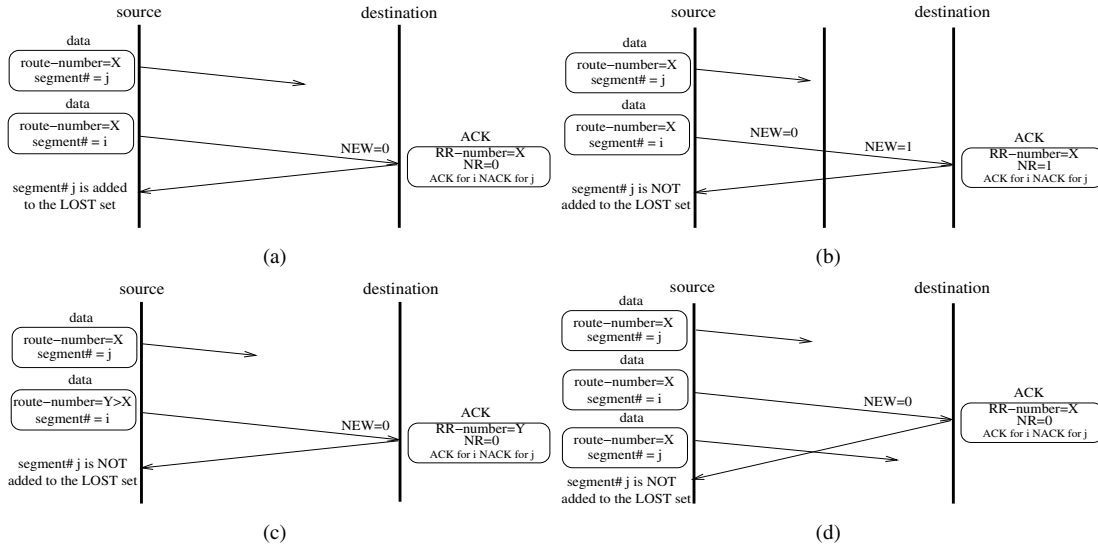 source
destination
data
route−number=X
segment# = j
data
route−number=X
segment# = i
NEW=0
ACK
RR−number=X
NR=0
ACK for i NACK for j
segment# j is added
to the LOST set
(a)
source
destination
data
route−number=X
segment# = j
data
route−number=X
segment# = i
NEW=0
NEW=1
ACK
RR−number=X
NR=1
ACK for i NACK for j
segment# j is NOT
added to the LOST set
(b)
source
destination
data
route−number=X
segment# = j
data
route−number=Y>X
segment# = i
NEW=0
ACK
RR−number=Y
NR=0
ACK for i NACK for j
segment# j is NOT
added to the LOST set
(c)
source
destination
data
route−number=X
segment# = j
data
route−number=X
segment# = i
data
route−number=X
segment# = j
NEW=0
ACK
RR−number=X
NR=0
ACK for i NACK for j
segment# j is NOT
added to the LOST set
(d)